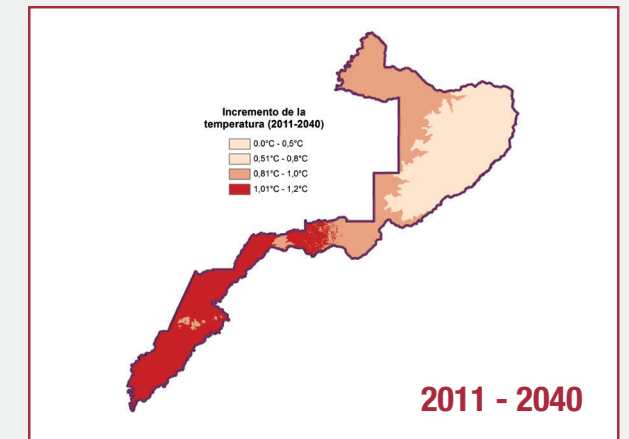 Incremento de la
temperatura (2011-2040)
0.0°C - 0,5°C
0,51°C - 0,8°C
0,81°C - 1,0°C
1,01°C - 1,2°C
2011 - 2040